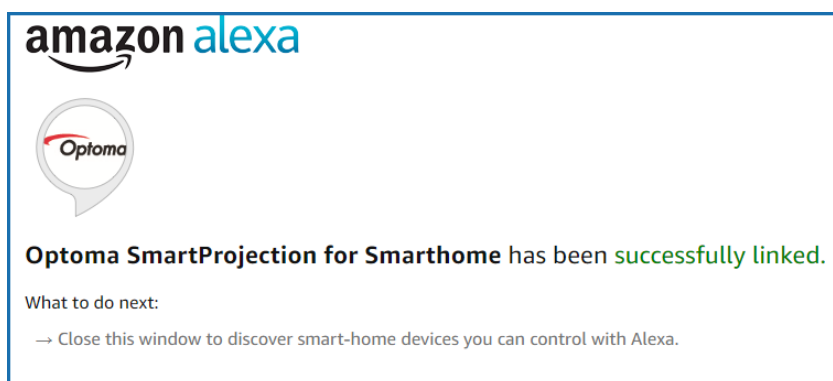 amazon alexa
Optoma
Optoma SmartProjection for Smarthome has been successfully linked.
What to do next:
→ Close this window to discover smart-home devices you can control with Alexa.